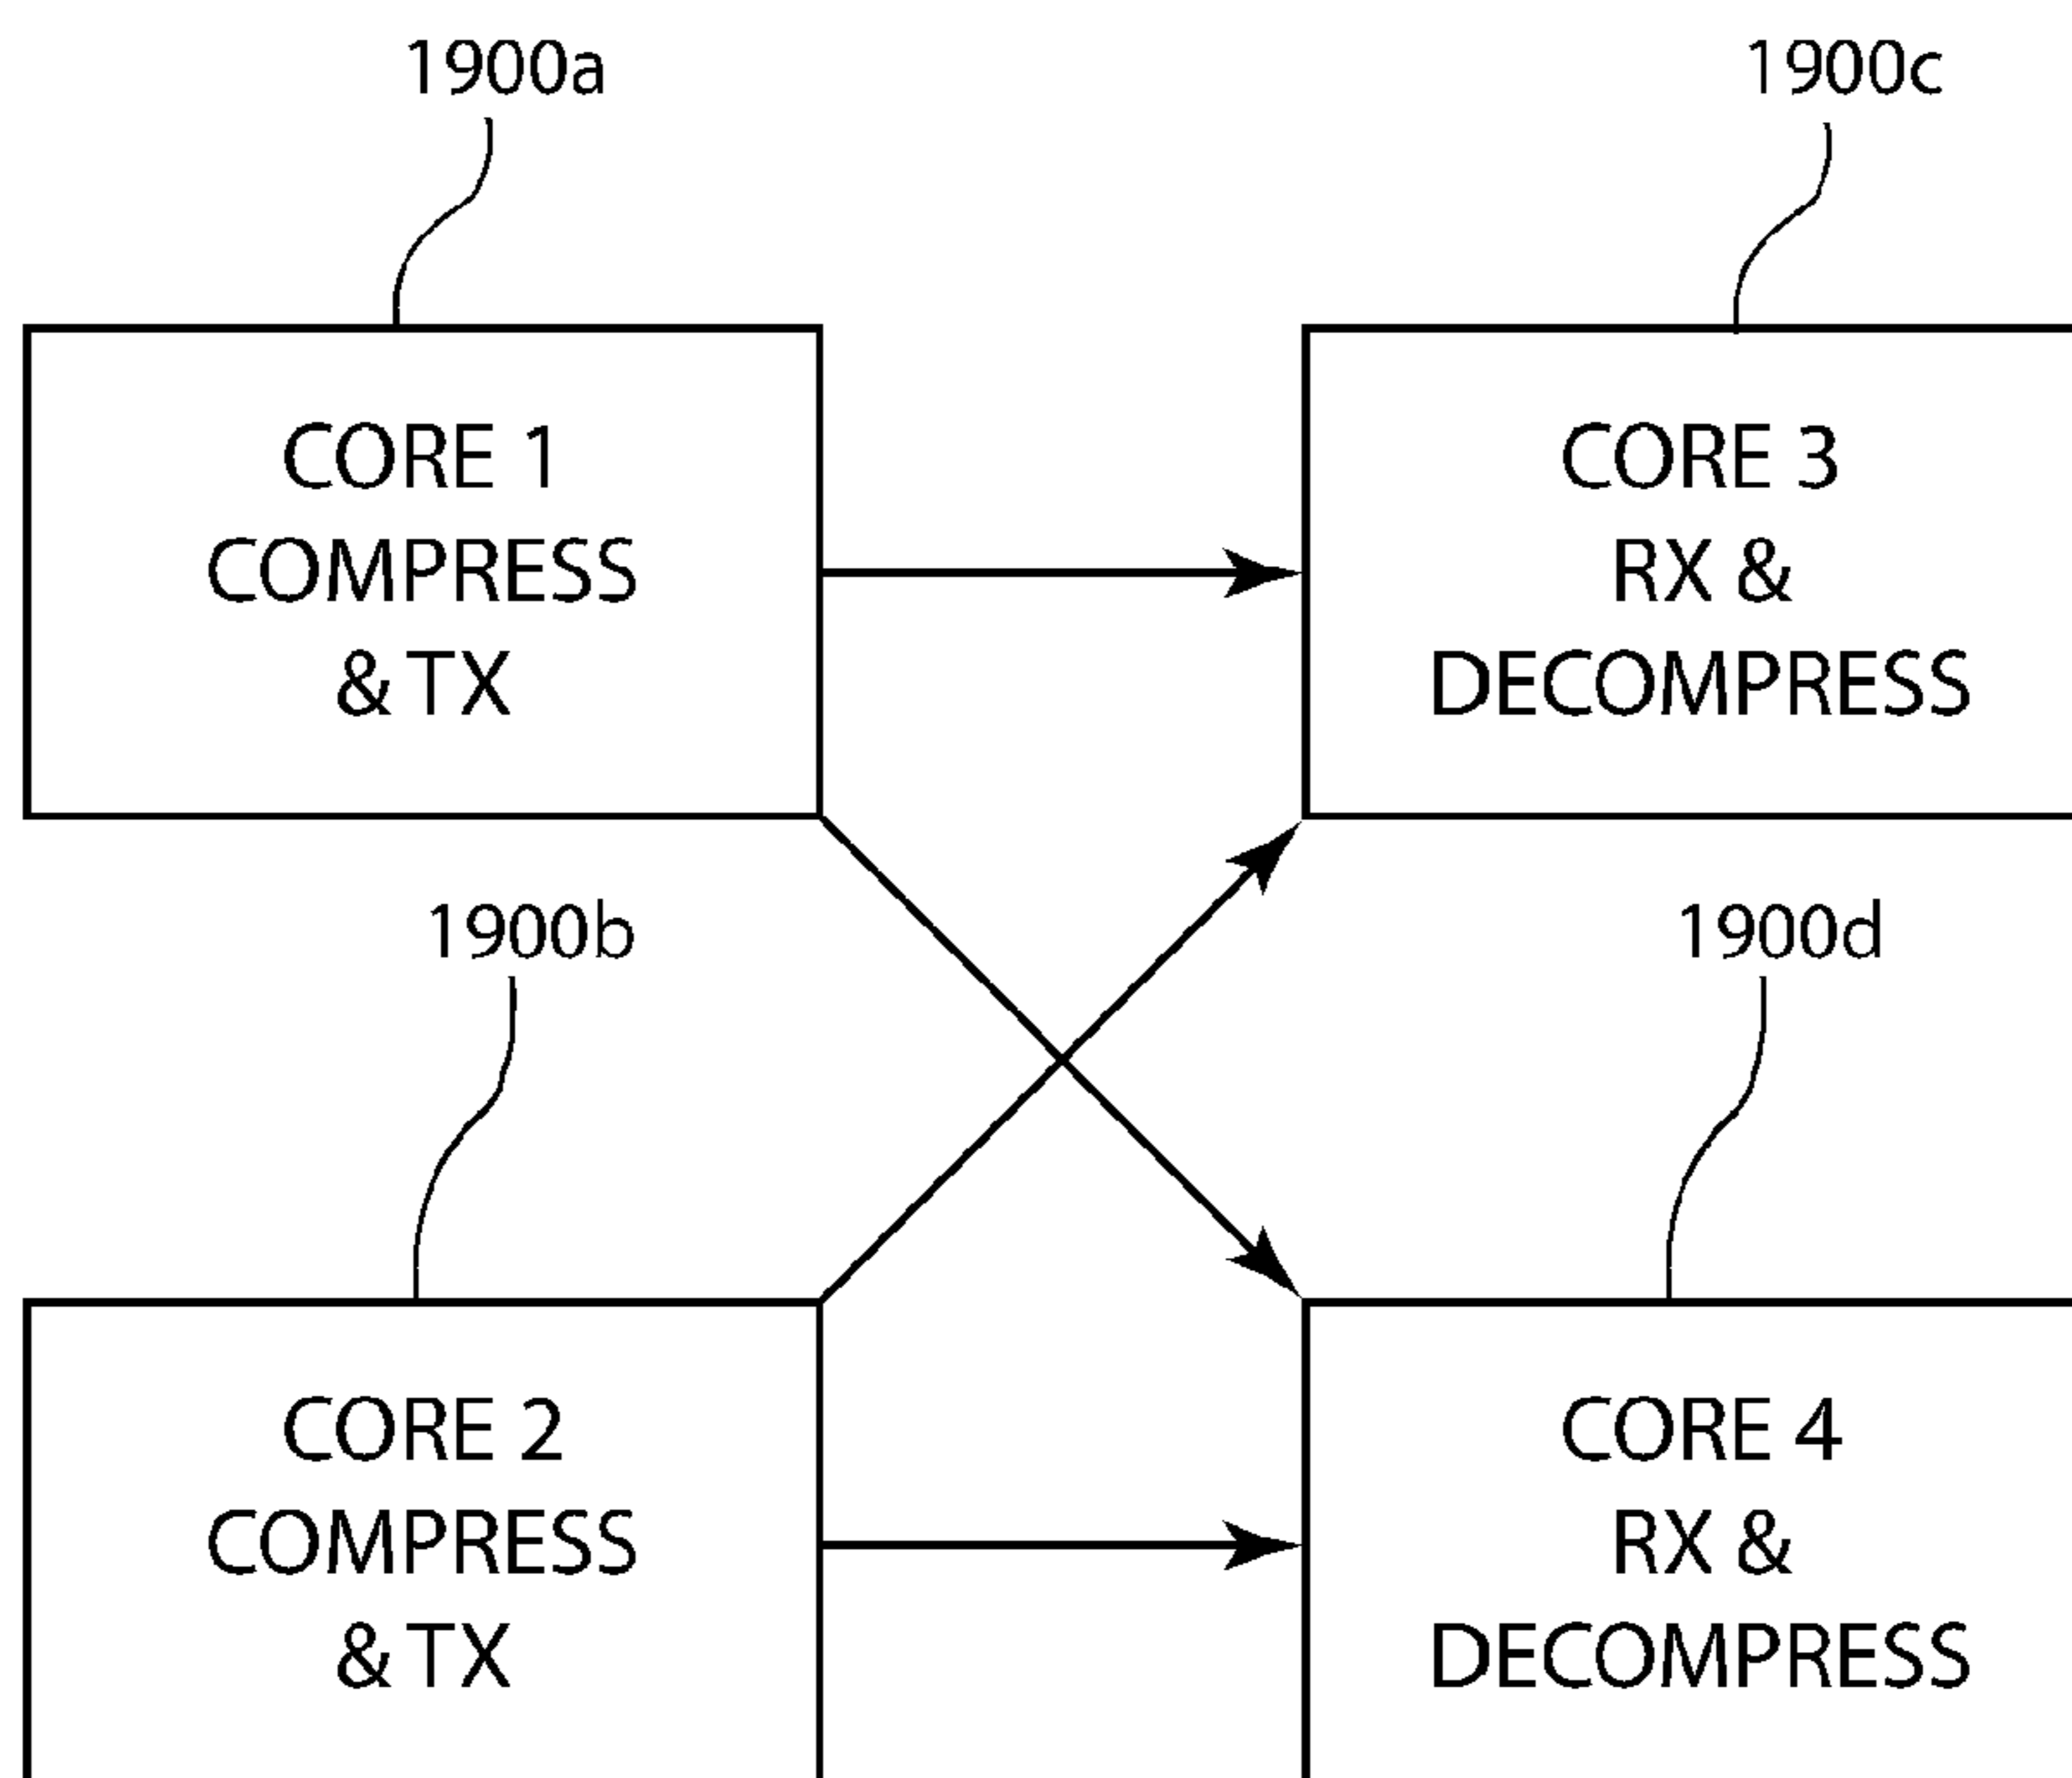 1900a
1900c
CORE 1
COMPRESS
& TX
CORE 3
RX &
DECOMPRESS
1900b
1900d
CORE 2
COMPRESS
& TX
CORE 4
RX &
DECOMPRESS